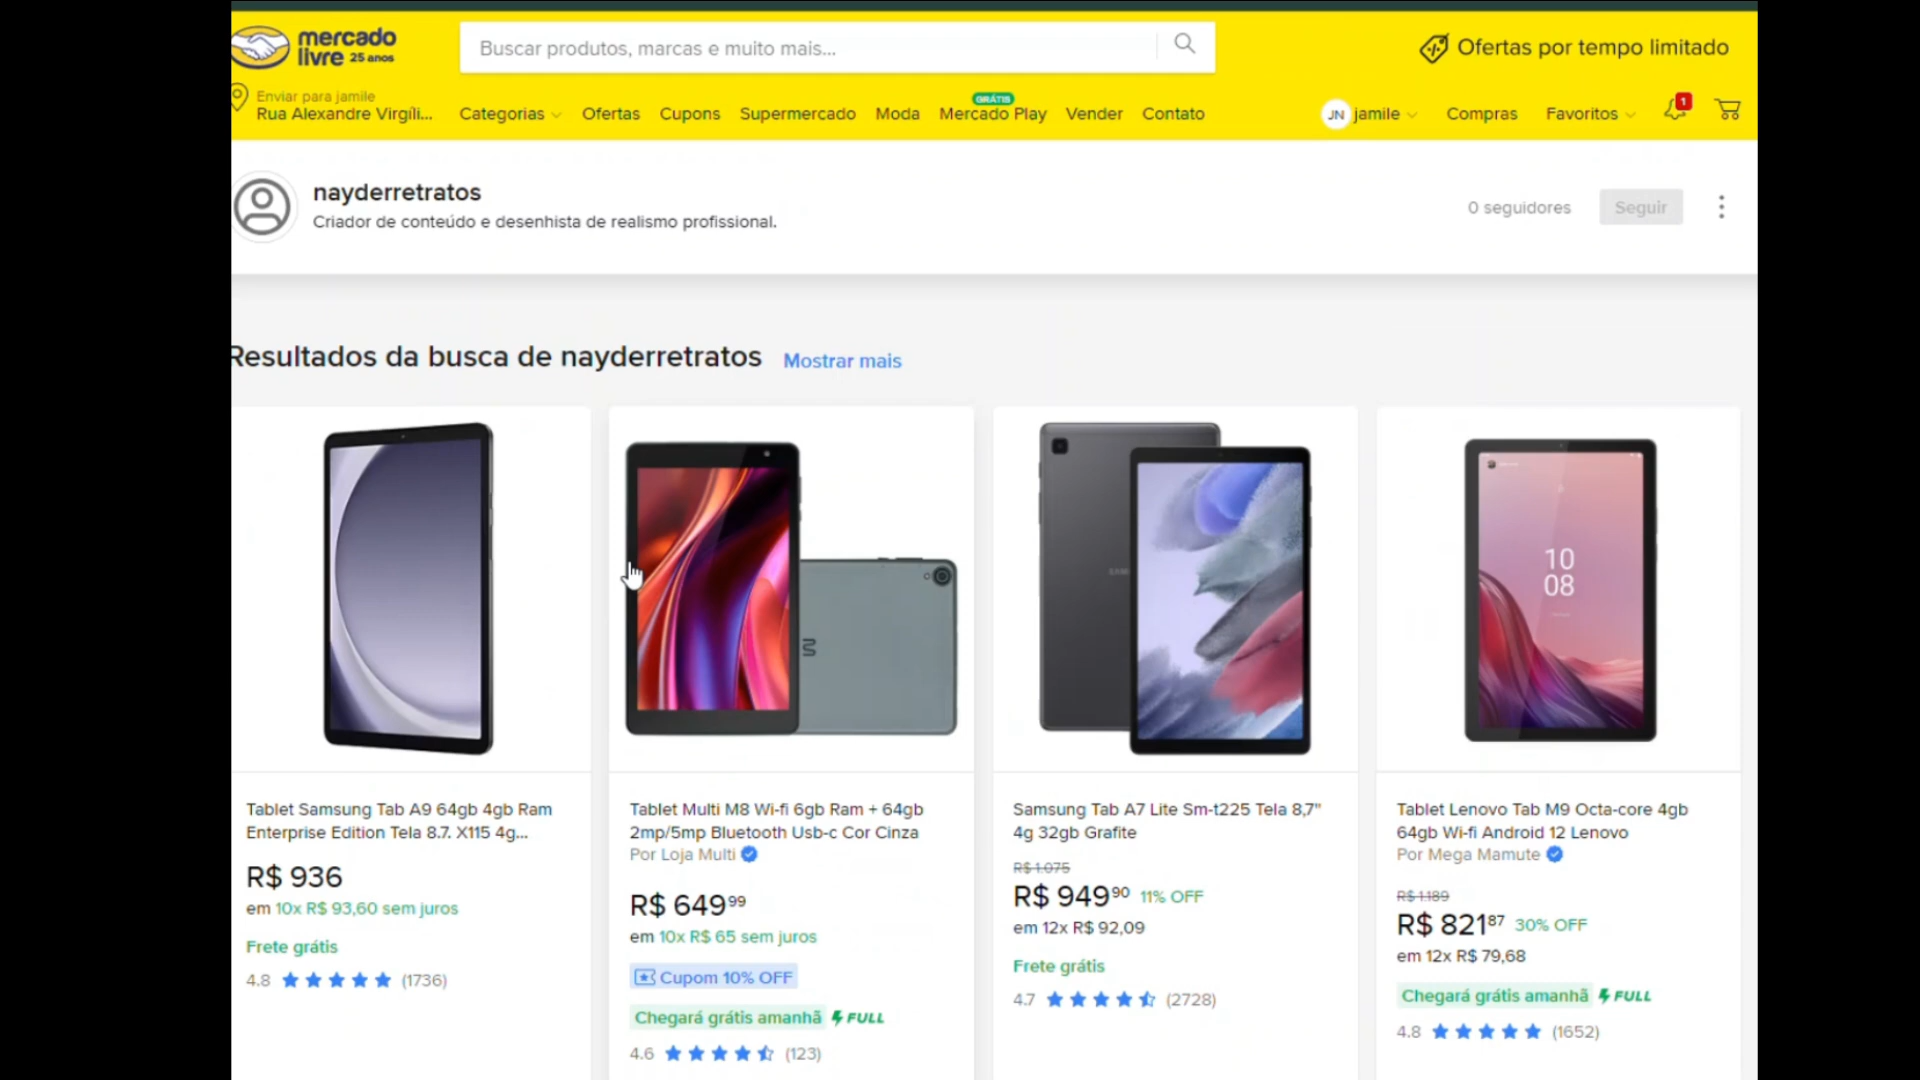 mercado
livre 25 anos
Buscar produtos, marcas e muito mais...
Ofertas por tempo limitado
Enviar para jamile
Rua Alexandre Virgíli...
Categorias
Ofertas
Cupons
Supermercado
Moda
GRÁTIS
Mercado Play
Vender
Contato
JN
jamile
Compras
Favoritos
1
nayderretratos
Criador de conteúdo e desenhista de realismo profissional.
0 seguidores
Seguir
Resultados da busca de nayderretratos
Mostrar mais
10
08
Tablet Samsung Tab A9 64gb 4gb Ram
Enterprise Edition Tela 8.7. X115 4g...
R$ 936
em 10x R$ 93,60 sem juros
Frete grátis
4.8 (1736)
Tablet Multi M8 Wi-fi 6gb Ram + 64gb
2mp/5mp Bluetooth Usb-c Cor Cinza
Por Loja Multi
R$ 649 99
em 10x R$ 65 sem juros
Cupom 10% OFF
Chegará grátis amanhã FULL
4.6 (123)
Samsung Tab A7 Lite Sm-t225 Tela 8,7"
4g 32gb Grafite
R$ 1.075
R$ 949 90 11% OFF
em 12x R$ 92,09
Frete grátis
4.7 (2728)
Tablet Lenovo Tab M9 Octa-core 4gb
64gb Wi-fi Android 12 Lenovo
Por Mega Mamute
R$ 1.189
R$ 821 87 30% OFF
em 12x R$ 79,68
Chegará grátis amanhã FULL
4.8 (1652)